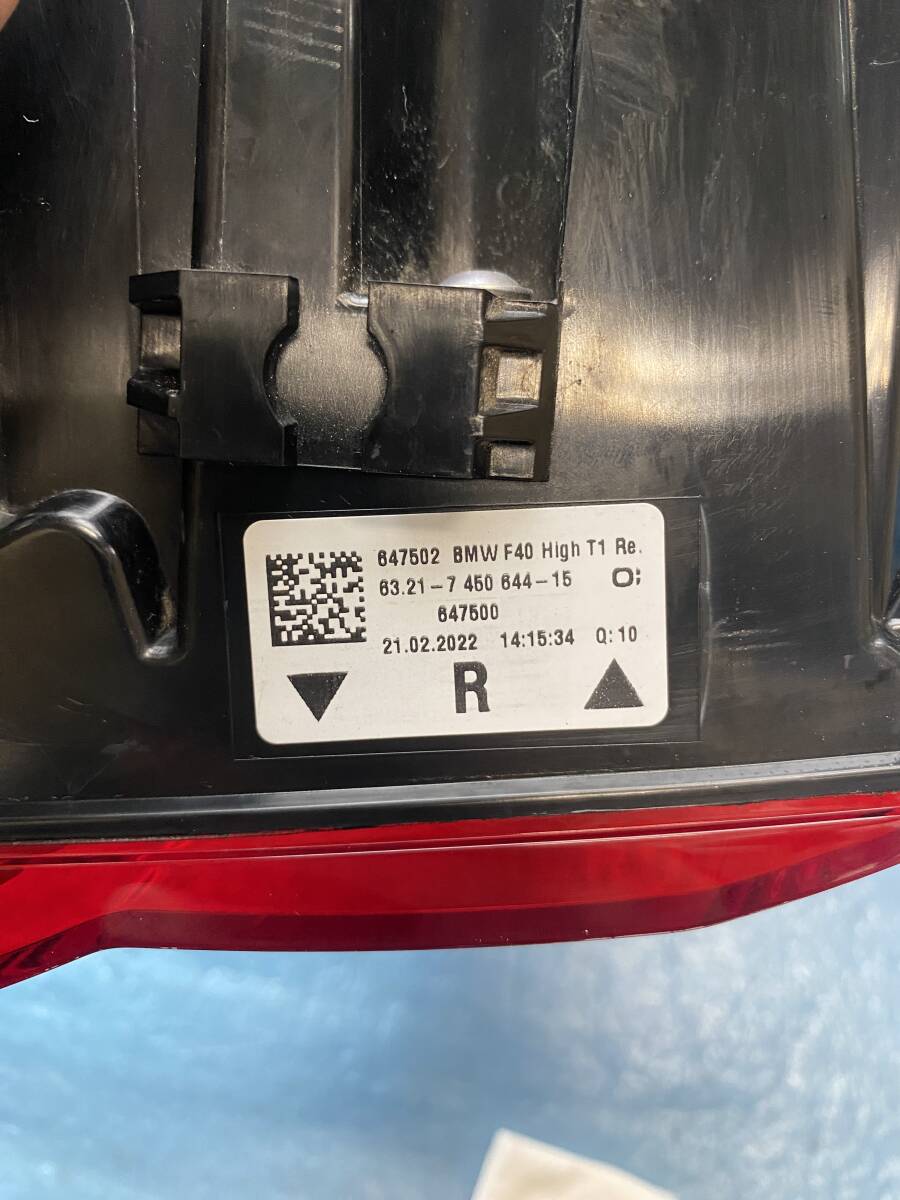 647502 BMW F40 High T1 Re.
63.21-7 450 644-15 O;
647500
21.02.2022 14:15:34 Q:10
R